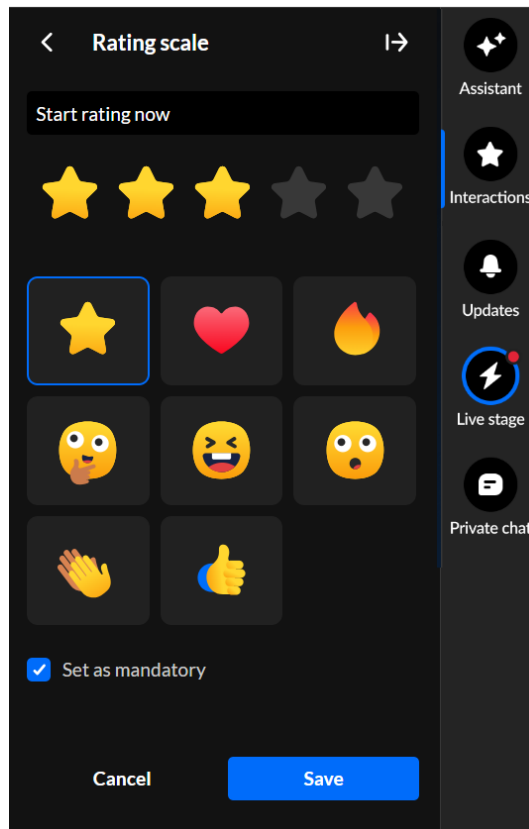 Rating scale
Start rating now
Set as mandatory
Cancel
Save
Assistant
Interactions
Updates
Live stage
Private chat